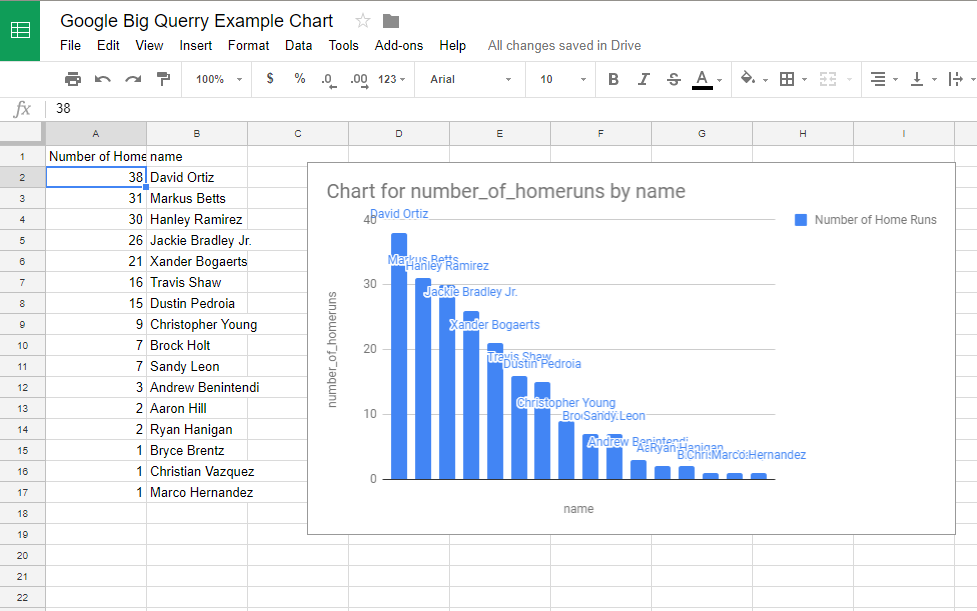 Google Big Querry Example Chart
File Edit View Insert Format Data Tools Add-ons Help All changes saved in Drive
100% $ % .0 .00 123 Arial 10 B I S A
fx 38
A B C D E F G H I
1 Number of Home name
2 38 David Ortiz
3 31 Markus Betts
4 30 Hanley Ramirez
5 26 Jackie Bradley Jr.
6 21 Xander Bogaerts
7 16 Travis Shaw
8 15 Dustin Pedroia
9 9 Christopher Young
10 7 Brock Holt
11 7 Sandy Leon
12 3 Andrew Benintendi
13 2 Aaron Hill
14 2 Ryan Hanigan
15 1 Bryce Brentz
16 1 Christian Vazquez
17 1 Marco Hernandez
18
19
20
21
22
Chart for number_of_homeruns by name
Number of Home Runs
number_of_homeruns
40
30
20
10
0
David Ortiz
Markus Betts
Hanley Ramirez
Jackie Bradley Jr.
Xander Bogaerts
Travis Shaw
Dustin Pedroia
Christopher Young
Sandy Leon
Andrew Benintendi
Ryan Hanigan
Marco Hernandez
name